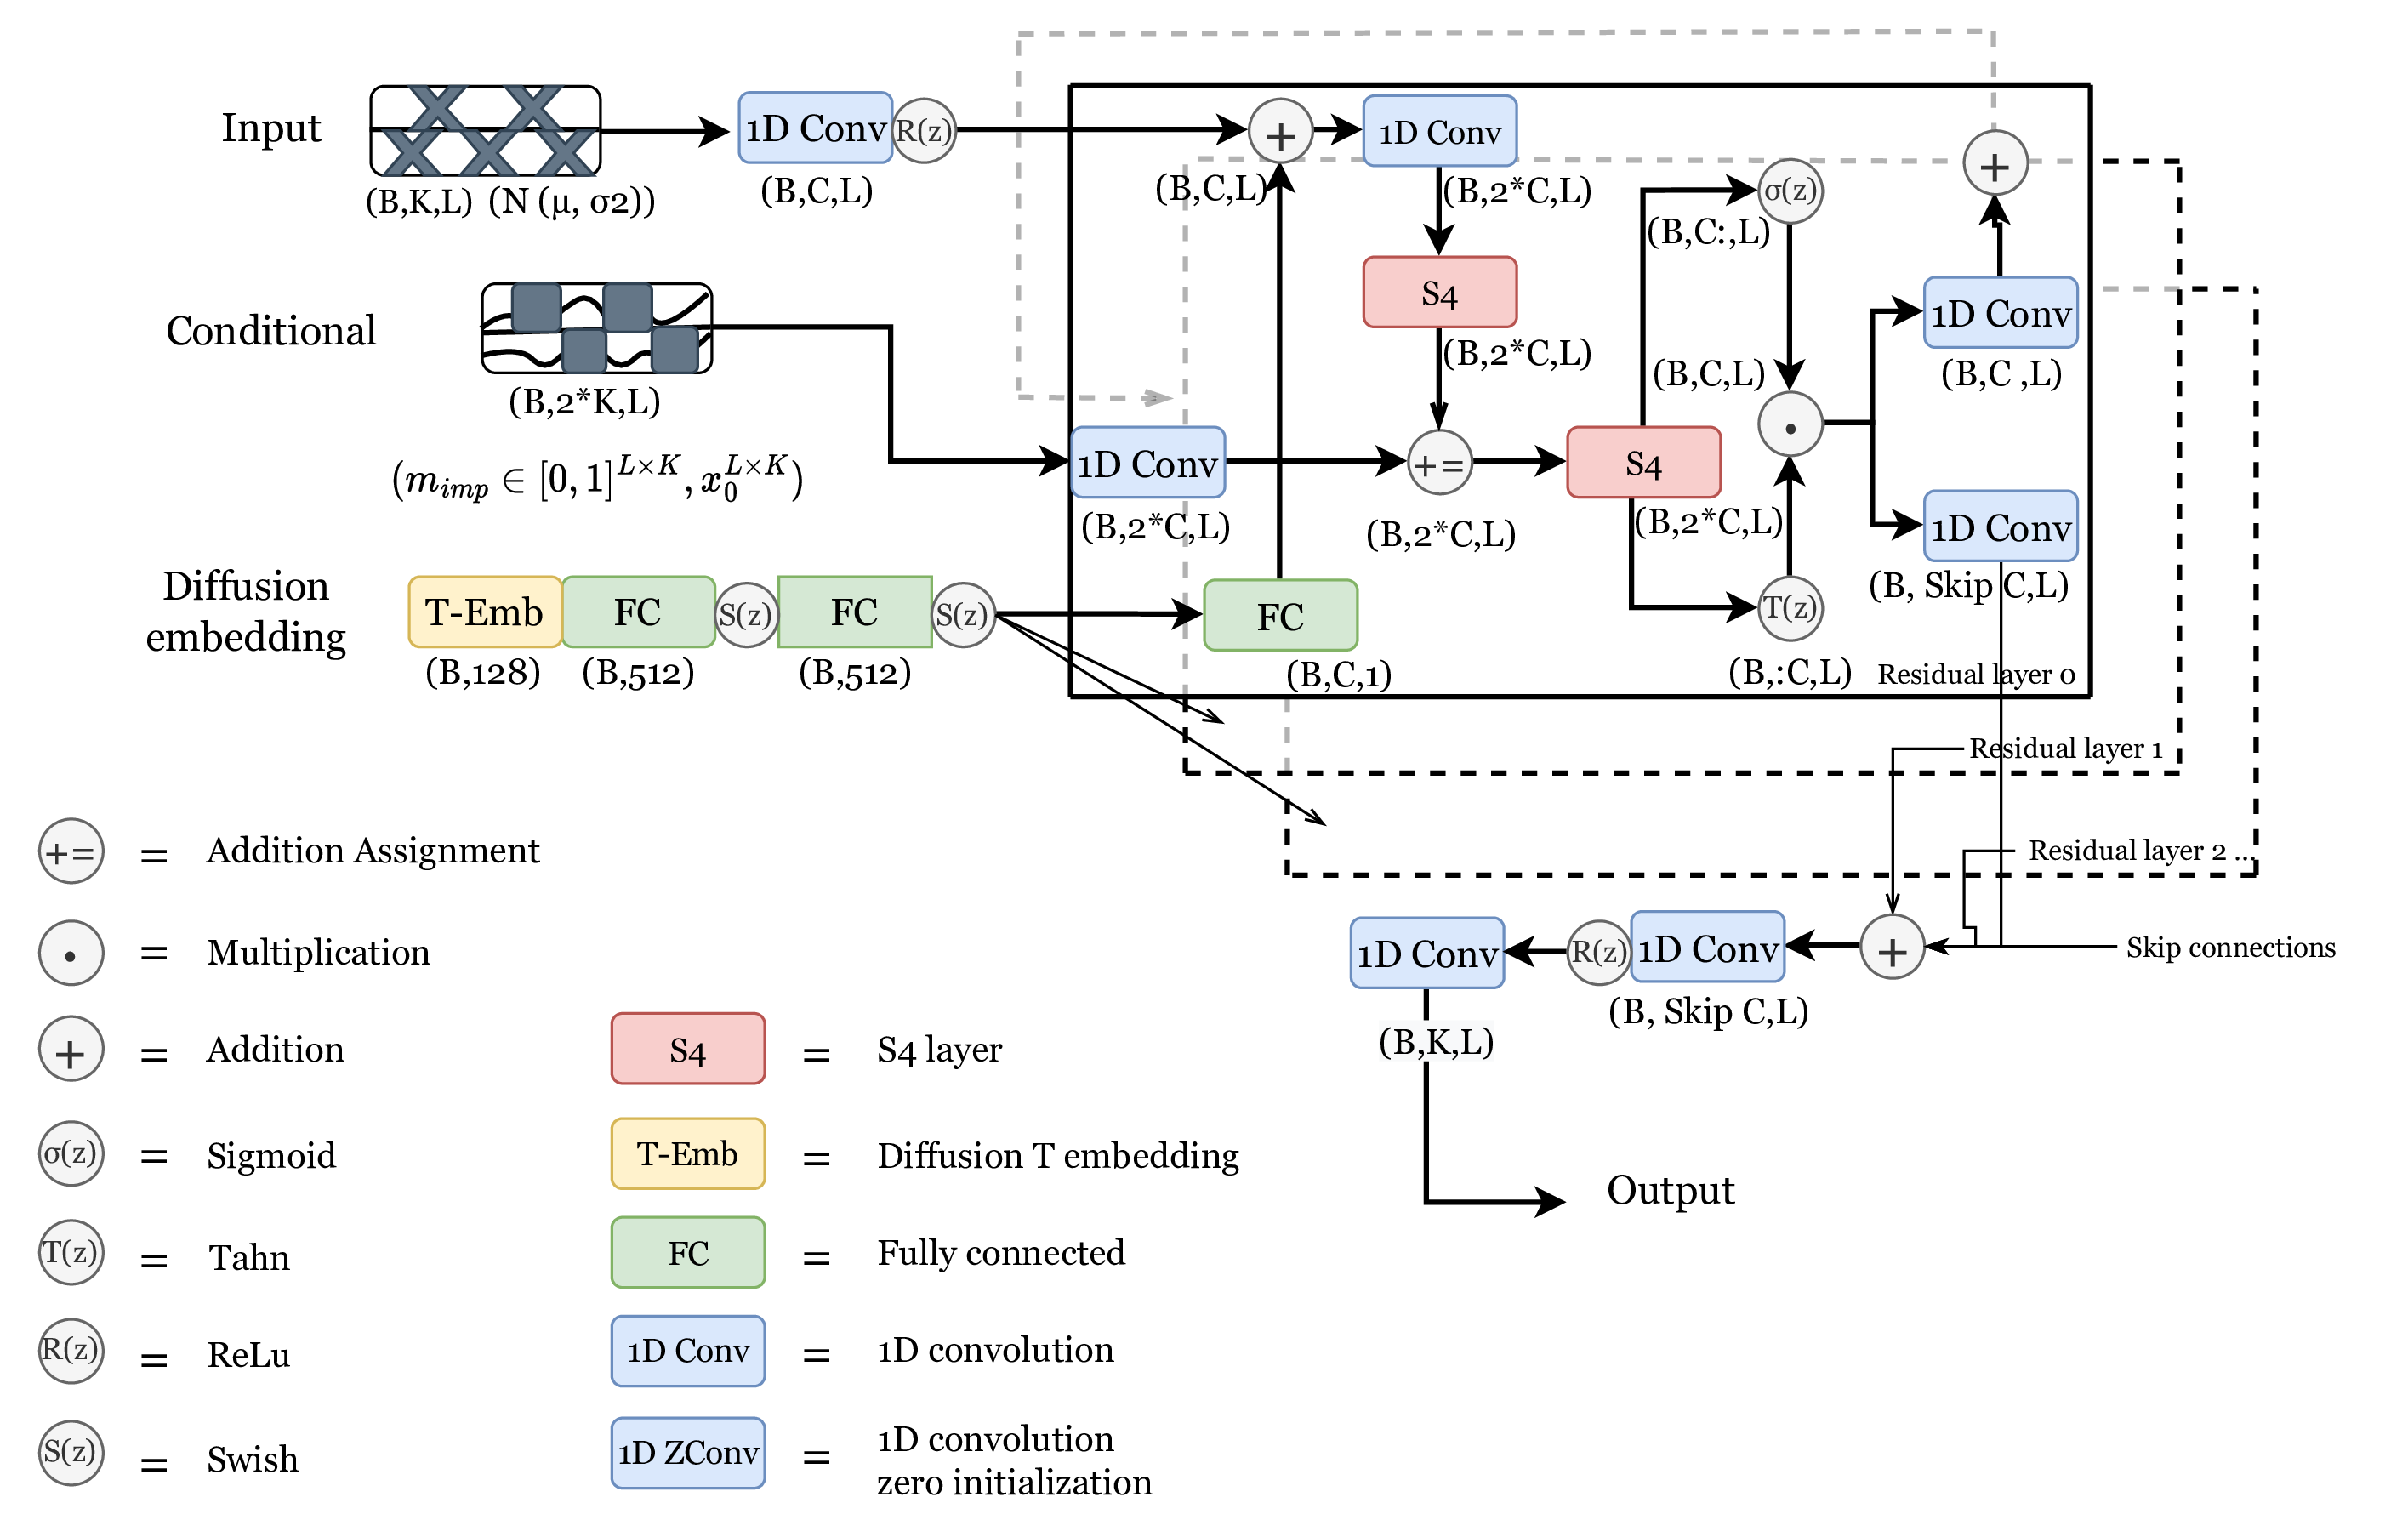 Input
(B,K,L) (N (μ, σ2))
1D Conv
R(z)
(B,C,L)
Conditional
(B,2*K,L)
(m_{imp} ∈ [0,1]^{L×K}, x_0^{L×K})
Diffusion
embedding
T-Emb
FC
S(z)
FC
S(z)
(B,128)
(B,512)
(B,512)
+
(B,C,L)
1D Conv
(B,2*C,L)
S4
(B,2*C,L)
1D Conv
(B,2*C,L)
+=
(B,2*C,L)
FC
(B,C,1)
S4
(B,2*C,L)
σ(z)
(B,C:,L)
(B,C,L)
·
T(z)
(B,:C,L)
+
1D Conv
(B,C ,L)
1D Conv
(B, Skip C,L)
Residual layer 0
Residual layer 1
Residual layer 2 ...
Skip connections
+
1D Conv
R(z)
(B, Skip C,L)
1D Conv
(B,K,L)
Output
+= = Addition Assignment
· = Multiplication
+ = Addition
σ(z) = Sigmoid
T(z) = Tahn
R(z) = ReLu
S(z) = Swish
S4 = S4 layer
T-Emb = Diffusion T embedding
FC = Fully connected
1D Conv = 1D convolution
1D ZConv = 1D convolution
zero initialization